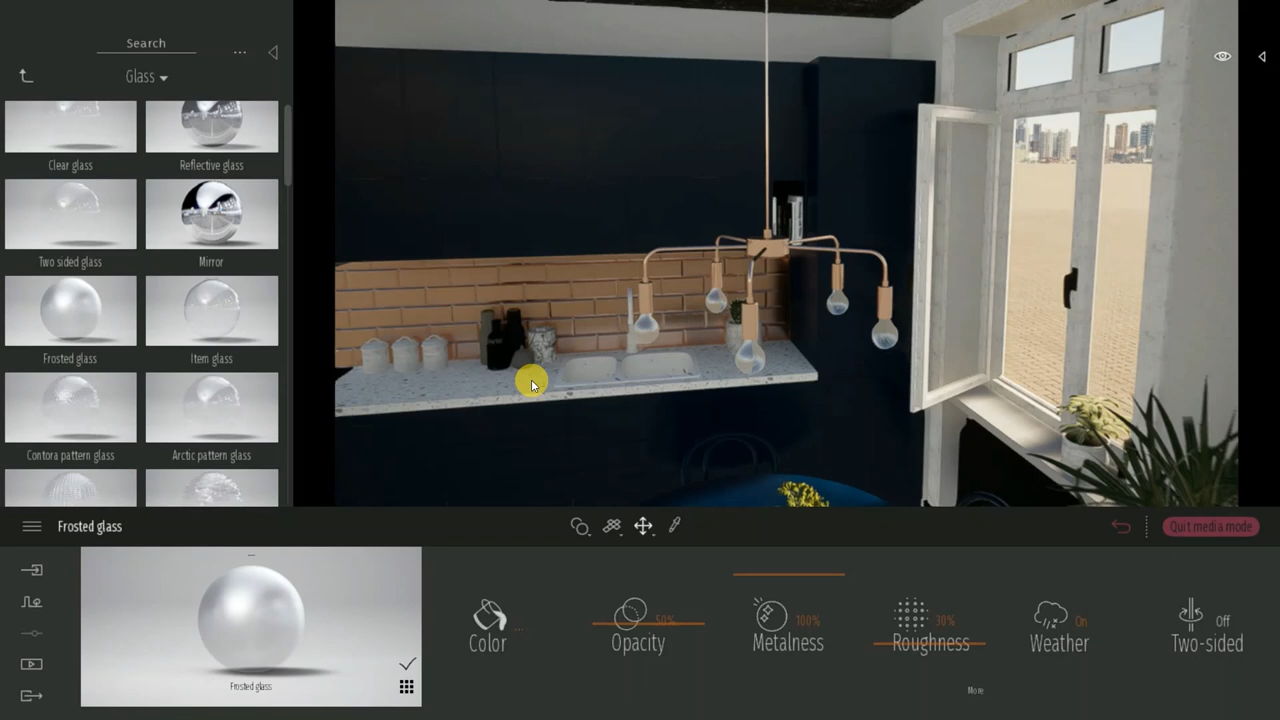 Search
...
Glass
Clear glass
Reflective glass
Two sided glass
Mirror
Frosted glass
Item glass
Contora pattern glass
Arctic pattern glass
Frosted glass
Quit media mode
Frosted glass
Color ...
Opacity 50%
Metalness 100%
Roughness 30%
Weather On
Two-sided Off
More